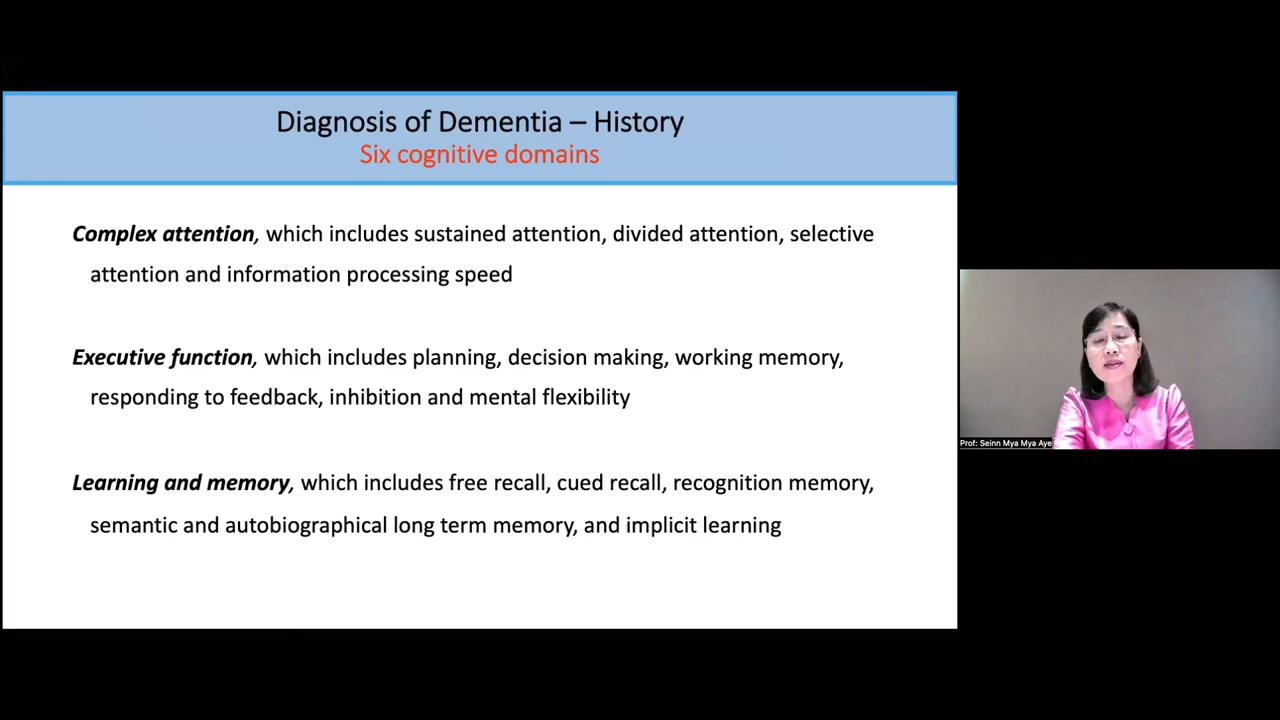 Diagnosis of Dementia – History
Six cognitive domains
Complex attention, which includes sustained attention, divided attention, selective
attention and information processing speed
Executive function, which includes planning, decision making, working memory,
responding to feedback, inhibition and mental flexibility
Learning and memory, which includes free recall, cued recall, recognition memory,
semantic and autobiographical long term memory, and implicit learning
Prof: Seinn Mya Mya Aye